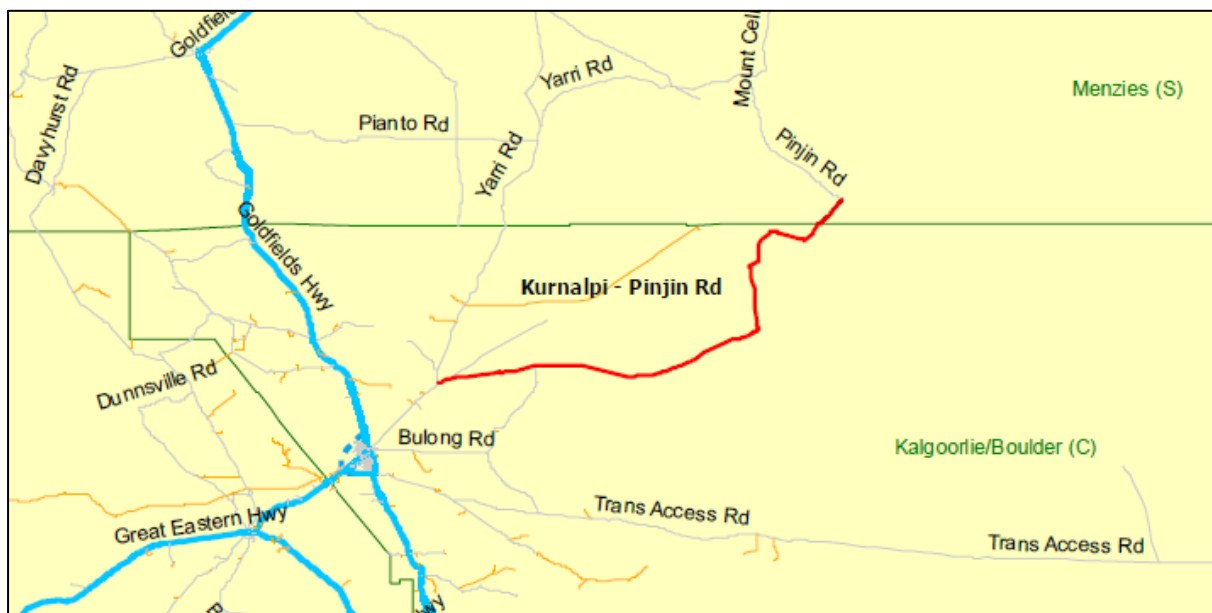 Goldfields
Mount Celi
Yarri Rd
Menzies (S)
Davyhurst Rd
Pianto Rd
Yarri Rd
Pinjin Rd
Goldfields Hwy
Kurnalpi - Pinjin Rd
Dunnsville Rd
Bulong Rd
Kalgoorlie/Boulder (C)
Trans Access Rd
Great Eastern Hwy
Trans Access Rd